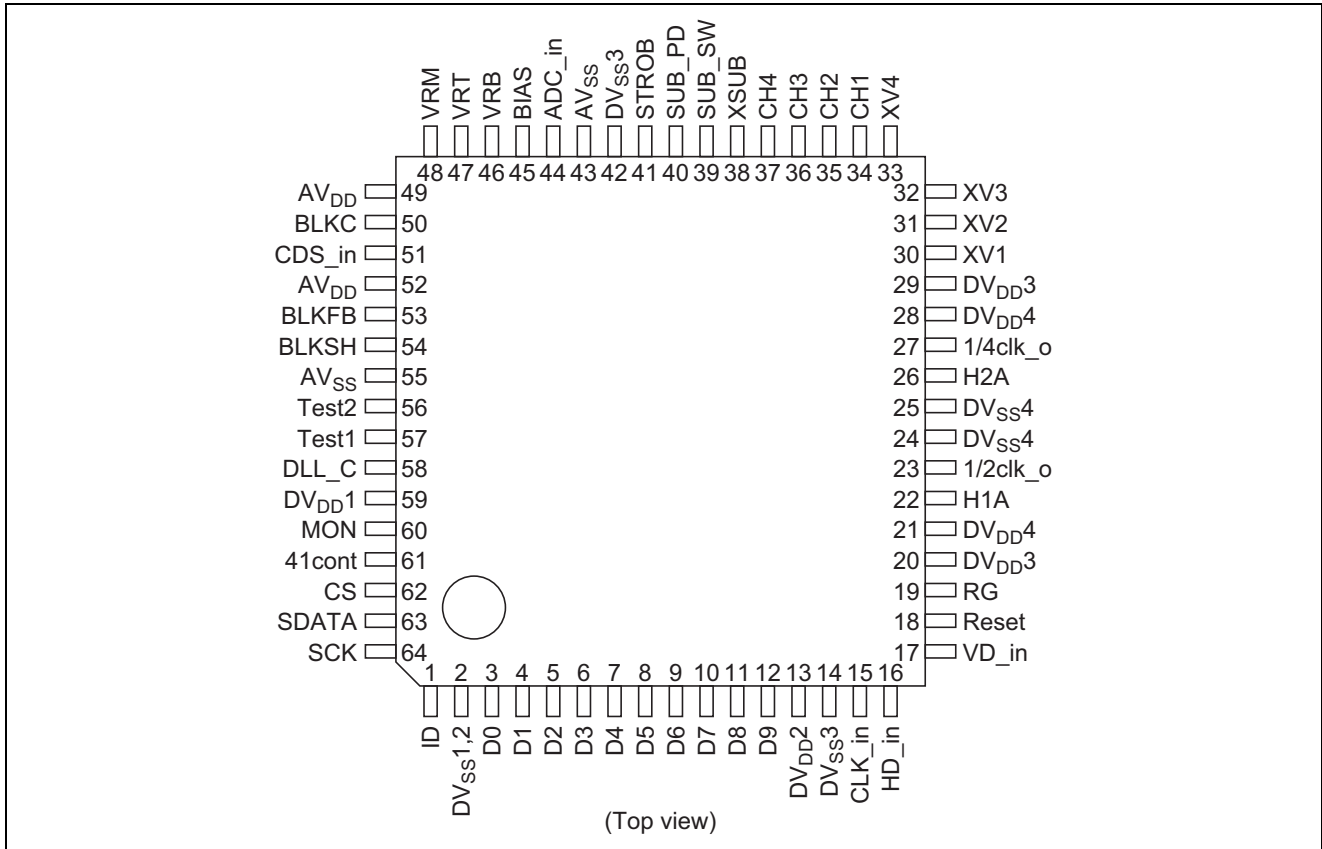 VRM
VRT
VRB
BIAS
ADC_in
AVSS
DVSS3
STROB
SUB_PD
SUB_SW
XSUB
CH4
CH3
CH2
CH1
XV4
48 47 46 45 44 43 42 41 40 39 38 37 36 35 34 33
AVDD 49
BLKC 50
CDS_in 51
AVDD 52
BLKFB 53
BLKSH 54
AVSS 55
Test2 56
Test1 57
DLL_C 58
DVDD1 59
MON 60
41cont 61
CS 62
SDATA 63
SCK 64
32 XV3
31 XV2
30 XV1
29 DVDD3
28 DVDD4
27 1/4clk_o
26 H2A
25 DVSS4
24 DVSS4
23 1/2clk_o
22 H1A
21 DVDD4
20 DVDD3
19 RG
18 Reset
17 VD_in
1 2 3 4 5 6 7 8 9 10 11 12 13 14 15 16
ID
DVSS1,2
D0
D1
D2
D3
D4
D5
D6
D7
D8
D9
DVDD2
DVSS3
CLK_in
HD_in
(Top view)